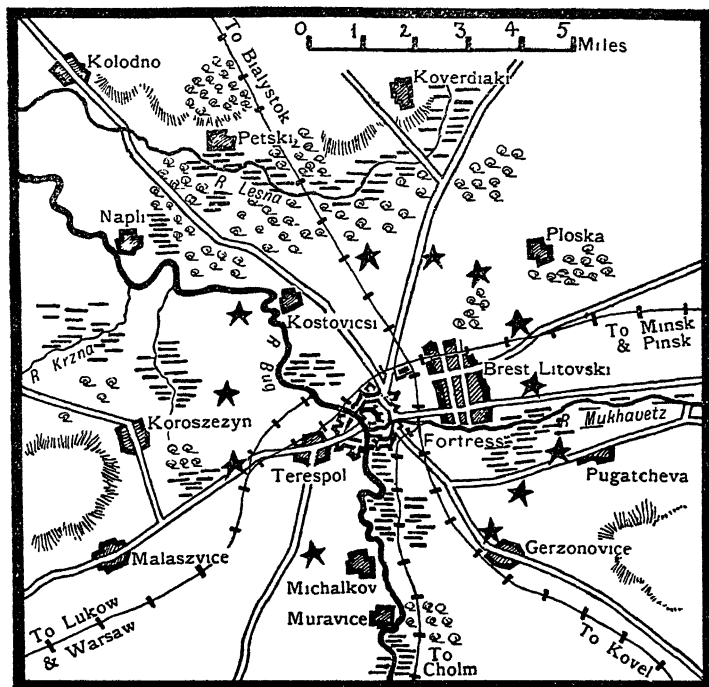 0 1 2 3 4 5
Miles
To Bialystok
Kolodno
Koverdiaki
Petski
R Lesna
Napli
Ploska
Kostovicsi
R Bug
To Minsk
& Pinsk
R Krzna
Brest Litovski
Koroszezyn
R Mukhavetz
Fortress
Terespol
Pugatcheva
Malaszvice
Gerzonovice
Michalkov
Muravice
To Lukow
& Warsaw
To
Cholm
To Kovel